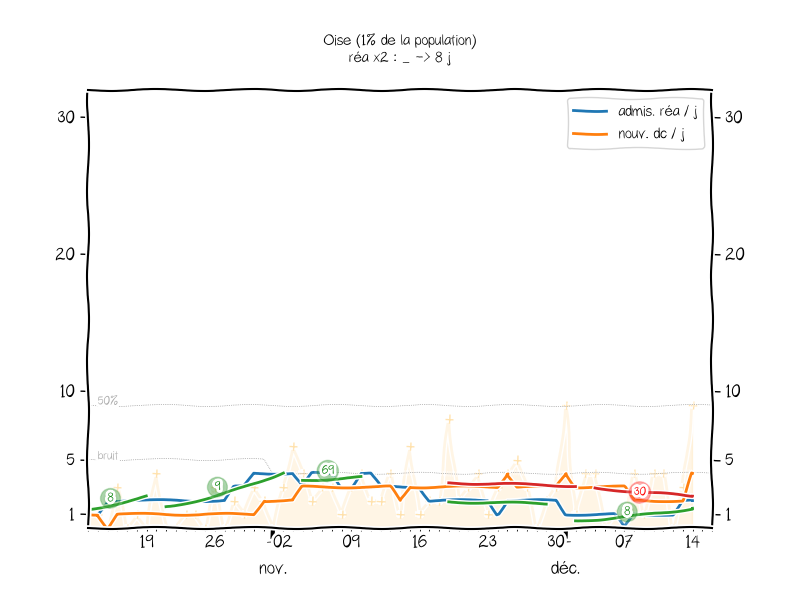 Oise (1% de la population)
réa x2 : _ -> 8 j
admis. réa / j
nouv. dc / j
30
30
20
20
10
10
50%
5
bruit
5
1
1
8
9
69
30
8
19 26 02 09 16 23 30 07 14
nov. déc.